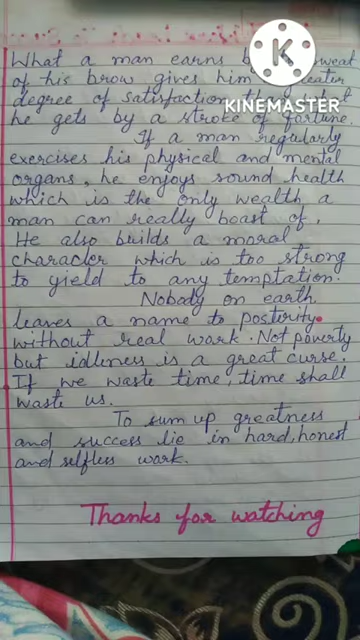 What a man earns b sweat
of his brow gives him eater
degree of satisfaction
he gets by a stroke of fortune.
If a man regularly
exercises his physical and mental
organs, he enjoys sound health
which is the only wealth a
man can really boast of.
He also builds a moral
character which is too strong
to yield to any temptation.
Nobody on earth
leaves a name to posterity
without real work. Not poverty
but idleness is a great curse.
If we waste time, time shall
waste us.
To sum up greatness
and success lie in hard, honest
and selfless work.
Thanks for watching
K
KINEMASTER